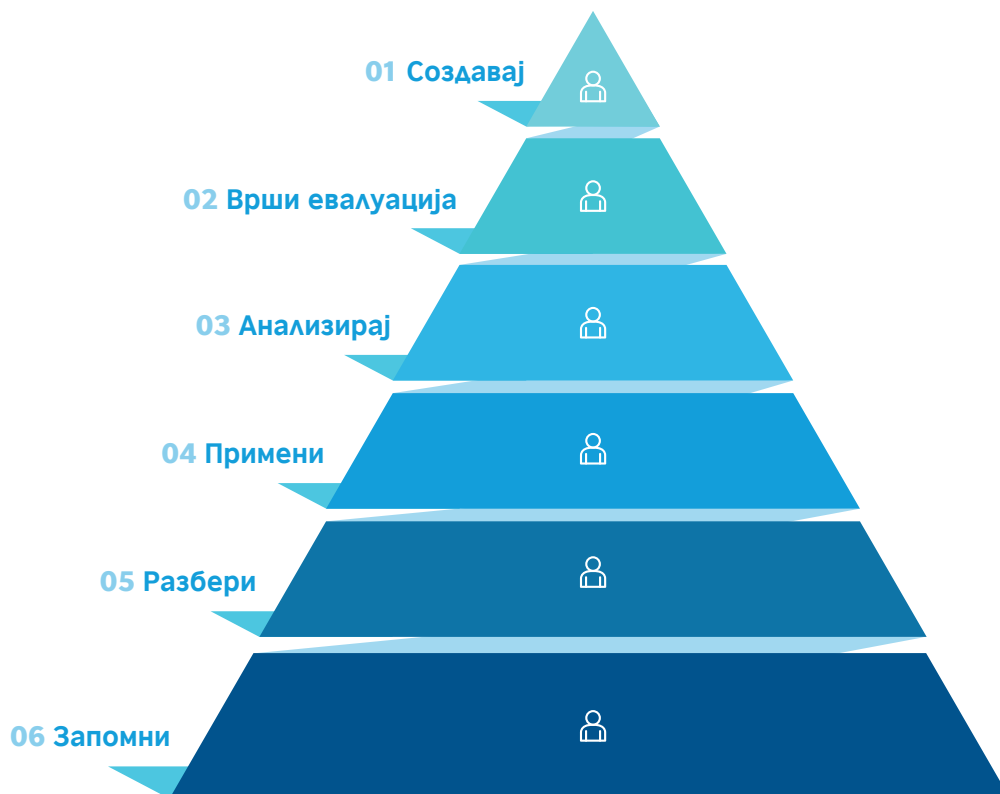 01 Создавај
02 Врши евалуација
03 Анализирај
04 Примени
05 Разбери
06 Запомни